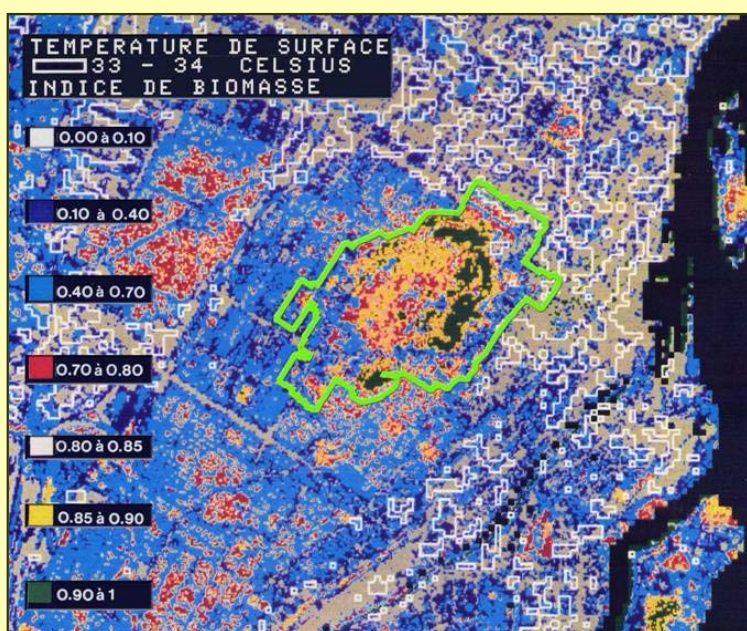 TEMPERATURE DE SURFACE
33 - 34 CELSIUS
INDICE DE BIOMASSE
0.00 à 0.10
0.10 à 0.40
0.40 à 0.70
0.70 à 0.80
0.80 à 0.85
0.85 à 0.90
0.90 à 1